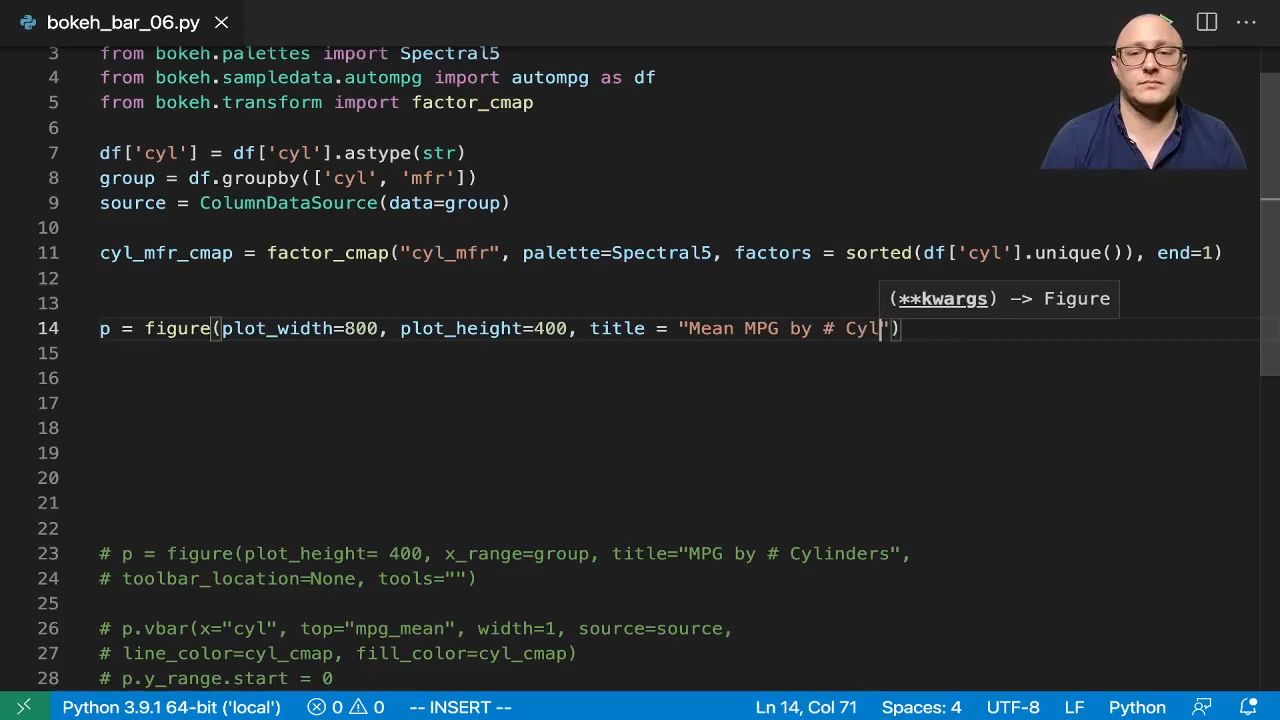 bokeh_bar_06.py
3 from bokeh.palettes import Spectral5
4 from bokeh.sampledata.autompg import autompg as df
5 from bokeh.transform import factor_cmap
6
7 df['cyl'] = df['cyl'].astype(str)
8 group = df.groupby(['cyl', 'mfr'])
9 source = ColumnDataSource(data=group)
10
11 cyl_mfr_cmap = factor_cmap("cyl_mfr", palette=Spectral5, factors = sorted(df['cyl'].unique()), end=1)
12
(**kwargs) -> Figure
13
14 p = figure(plot_width=800, plot_height=400, title = "Mean MPG by # Cyl")
15
16
17
18
19
20
21
22
23 # p = figure(plot_height= 400, x_range=group, title="MPG by # Cylinders",
24 # toolbar_location=None, tools="")
25
26 # p.vbar(x="cyl", top="mpg_mean", width=1, source=source,
27 # line_color=cyl_cmap, fill_color=cyl_cmap)
28 # p.y_range.start = 0
Python 3.9.1 64-bit ('local') 0 0 -- INSERT -- Ln 14, Col 71 Spaces: 4 UTF-8 LF Python